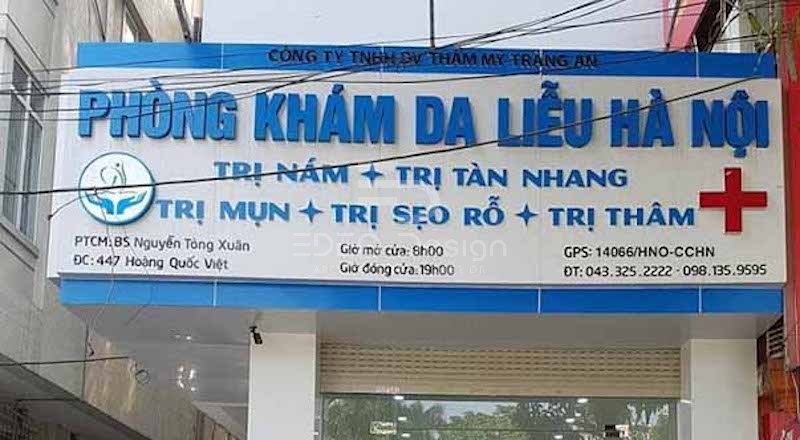 CÔNG TY TNHH DV THẨM MỸ TRÀNG AN
PHÒNG KHÁM DA LIỄU HÀ NỘI
TRỊ NÁM + TRỊ TÀN NHANG
TRỊ MỤN + TRỊ SẸO RỖ + TRỊ THÂM
PTCM: BS Nguyễn Tòng Xuân
ĐC: 447 Hoàng Quốc Việt
Giờ mở cửa: 8h00
Giờ đóng cửa: 19h00
GPS: 14066/HNO-CCHN
ĐT: 043.325.2222 - 098.135.9595
EDEC Design